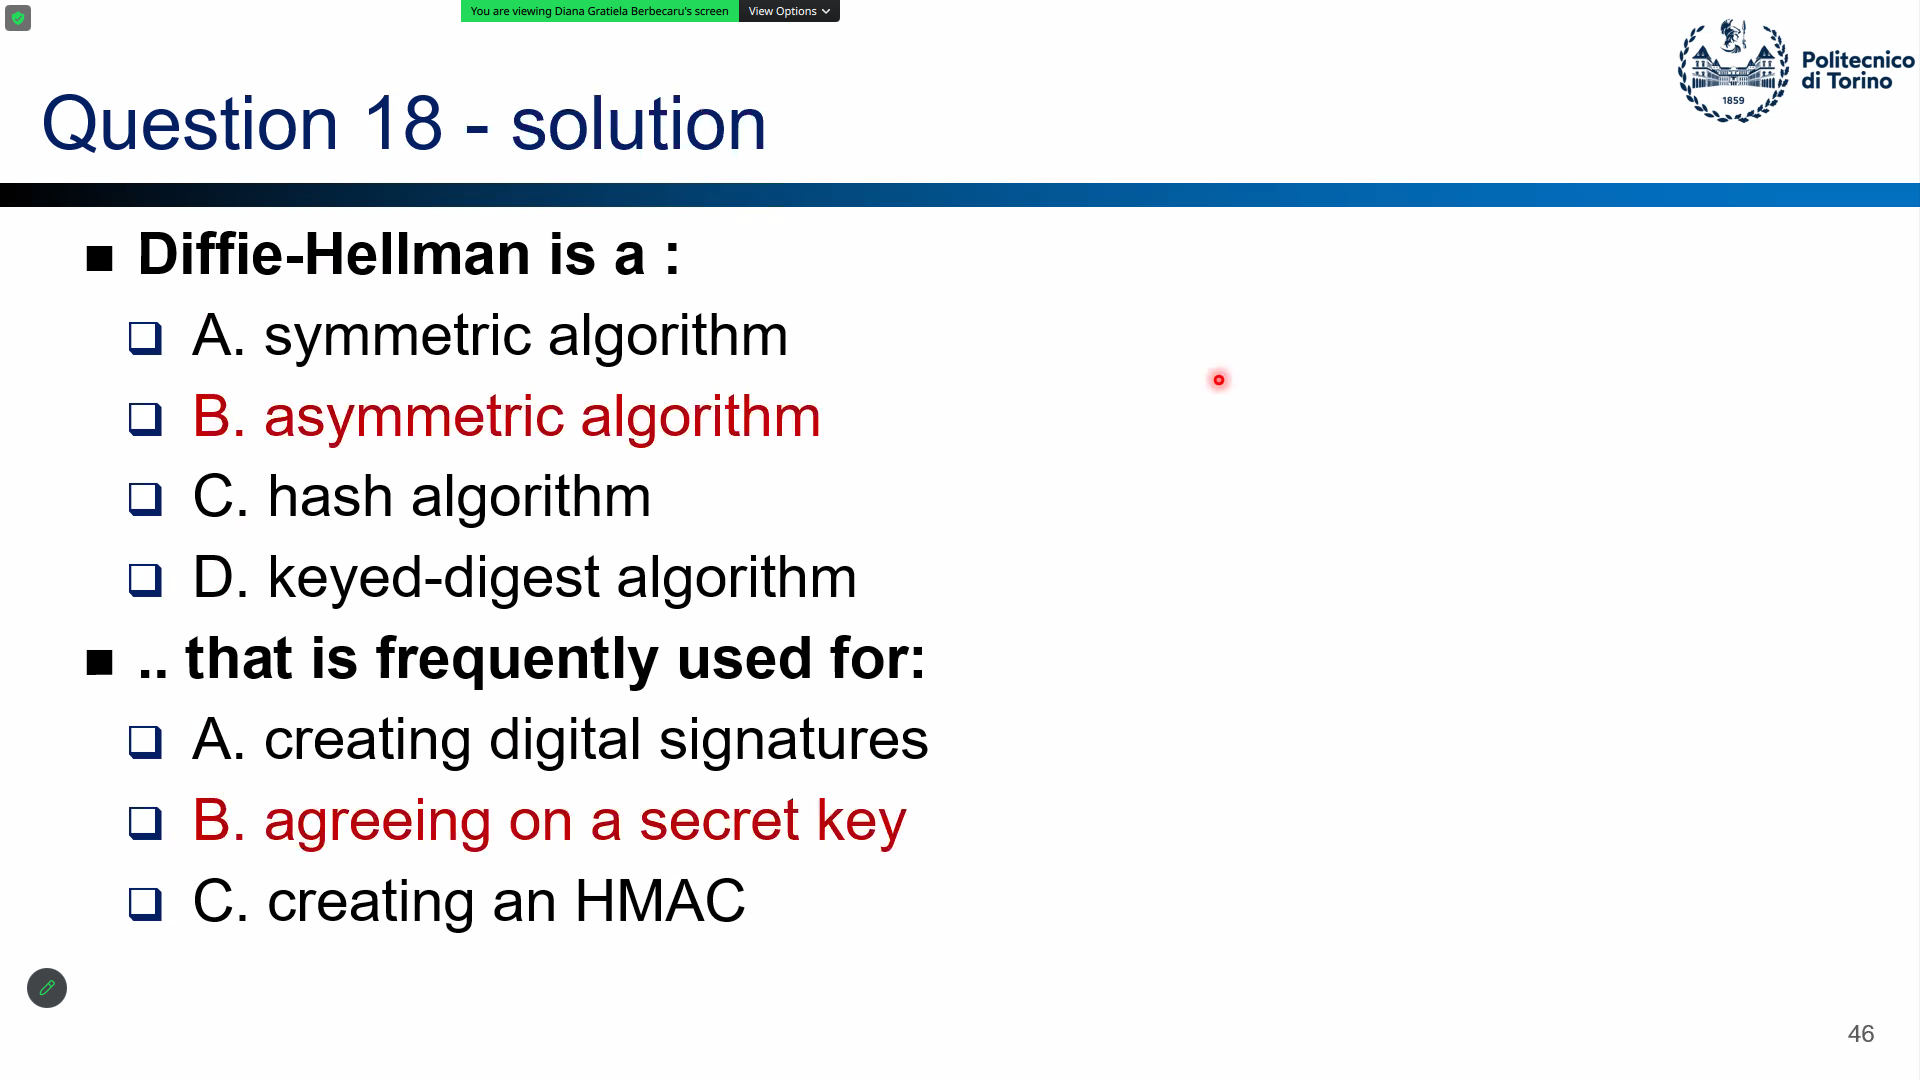 You are viewing Diana Gratiela Berbecaru's screen View Options
Politecnico
di Torino
1859
Question 18 - solution
Diffie-Hellman is a :
A. symmetric algorithm
B. asymmetric algorithm
C. hash algorithm
D. keyed-digest algorithm
.. that is frequently used for:
A. creating digital signatures
B. agreeing on a secret key
C. creating an HMAC
46